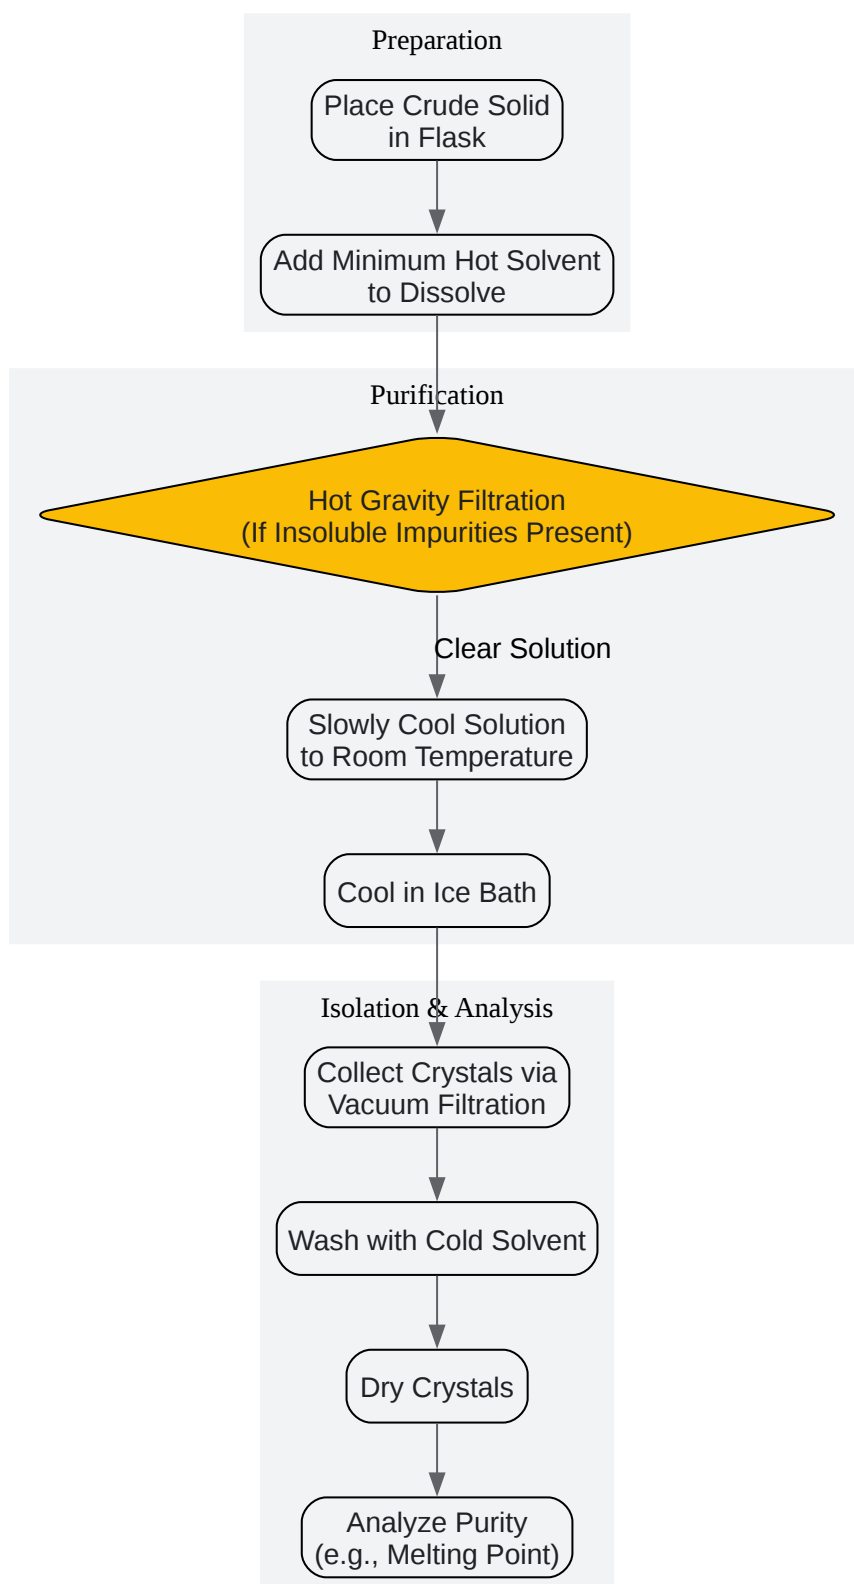 Preparation
Place Crude Solid
in Flask
Add Minimum Hot Solvent
to Dissolve
Purification
Hot Gravity Filtration
(If Insoluble Impurities Present)
Clear Solution
Slowly Cool Solution
to Room Temperature
Cool in Ice Bath
Isolation & Analysis
Collect Crystals via
Vacuum Filtration
Wash with Cold Solvent
Dry Crystals
Analyze Purity
(e.g., Melting Point)